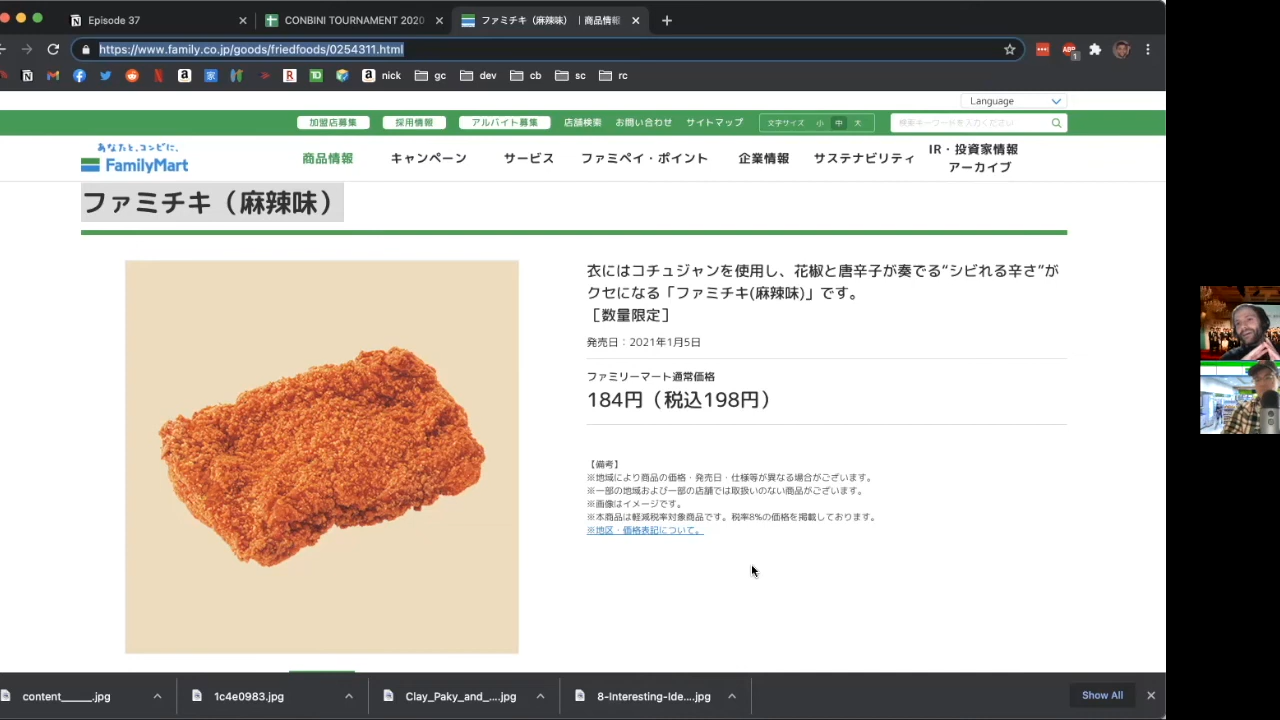 Episode 37
CONBINI TOURNAMENT 2020
ファミチキ（麻辣味） ｜商品情報
https://www.family.co.jp/goods/friedfoods/0254311.html
nick
gc
dev
cb
sc
rc
Language
加盟店募集
採用情報
アルバイト募集
店舗検索
お問い合わせ
サイトマップ
文字サイズ 小 中 大
検索キーワードを入力ください
あなたと、コンビに、
FamilyMart
商品情報
キャンペーン
サービス
ファミペイ・ポイント
企業情報
サステナビリティ
IR・投資家情報
アーカイブ
ファミチキ（麻辣味）
衣にはコチュジャンを使用し、花椒と唐辛子が奏でる“シビれる辛さ”が
クセになる「ファミチキ(麻辣味)」です。
［数量限定］
発売日：2021年1月5日
ファミリーマート通常価格
184円（税込198円）
【備考】
※地域により商品の価格・発売日・仕様等が異なる場合がございます。
※一部の地域および一部の店舗では取扱いのない商品がございます。
※画像はイメージです。
※本商品は軽減税率対象商品です。税率8%の価格を掲載しております。
※地区・価格表記について。
content_____.jpg
1c4e0983.jpg
Clay_Paky_and_....jpg
8-Interesting-Ide....jpg
Show All